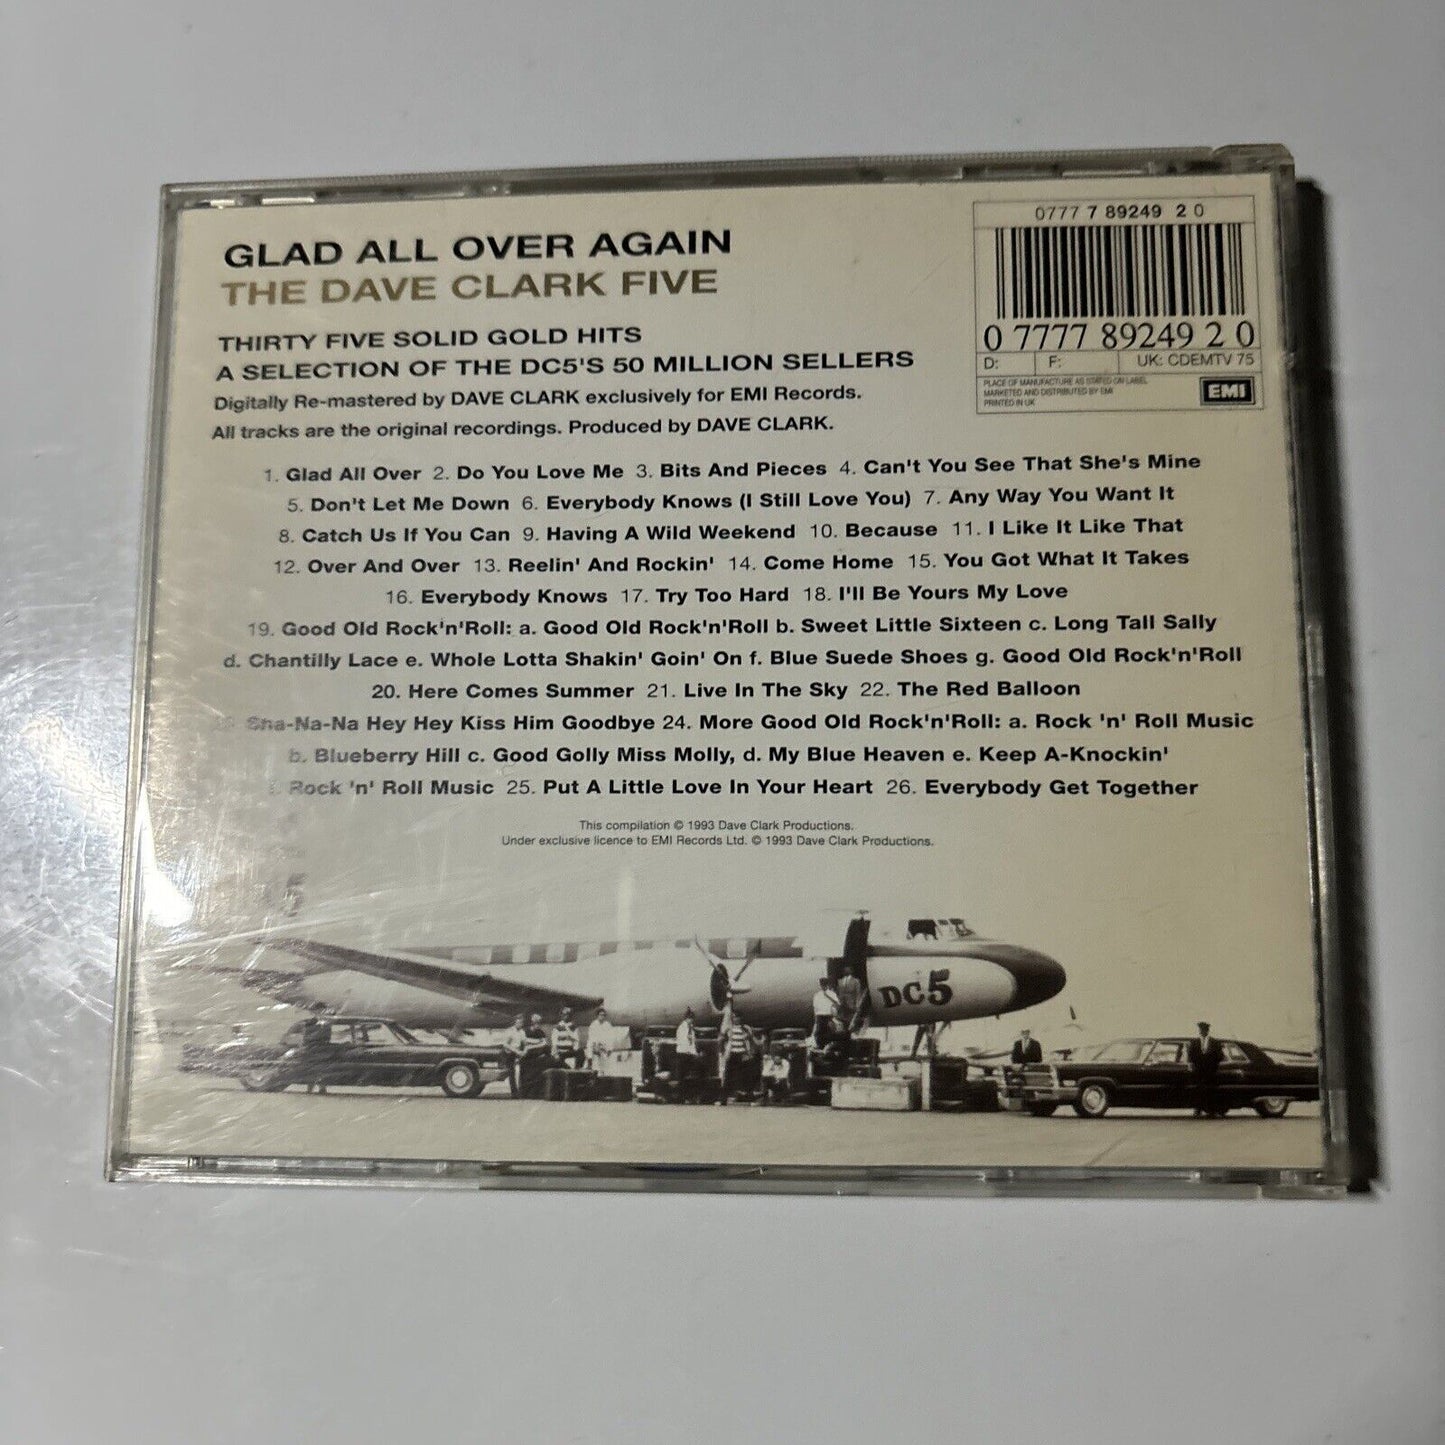 0777 7 89249 2 0
GLAD ALL OVER AGAIN
THE DAVE CLARK FIVE
0 7777 89249 2 0
THIRTY FIVE SOLID GOLD HITS
D: F: UK: CDEMTV 75
A SELECTION OF THE DC5'S 50 MILLION SELLERS
PLACE OF MANUFACTURE AS STATED ON LABEL
MARKETED AND DISTRIBUTED BY EMI
PRINTED IN UK
EMI
Digitally Re-mastered by DAVE CLARK exclusively for EMI Records.
All tracks are the original recordings. Produced by DAVE CLARK.
1. Glad All Over 2. Do You Love Me 3. Bits And Pieces 4. Can't You See That She's Mine
5. Don't Let Me Down 6. Everybody Knows (I Still Love You) 7. Any Way You Want It
8. Catch Us If You Can 9. Having A Wild Weekend 10. Because 11. I Like It Like That
12. Over And Over 13. Reelin' And Rockin' 14. Come Home 15. You Got What It Takes
16. Everybody Knows 17. Try Too Hard 18. I'll Be Yours My Love
19. Good Old Rock'n'Roll: a. Good Old Rock'n'Roll b. Sweet Little Sixteen c. Long Tall Sally
d. Chantilly Lace e. Whole Lotta Shakin' Goin' On f. Blue Suede Shoes g. Good Old Rock'n'Roll
20. Here Comes Summer 21. Live In The Sky 22. The Red Balloon
Sha-Na-Na Hey Hey Kiss Him Goodbye 24. More Good Old Rock'n'Roll: a. Rock 'n' Roll Music
b. Blueberry Hill c. Good Golly Miss Molly, d. My Blue Heaven e. Keep A-Knockin'
Rock 'n' Roll Music 25. Put A Little Love In Your Heart 26. Everybody Get Together
This compilation © 1993 Dave Clark Productions.
Under exclusive licence to EMI Records Ltd. © 1993 Dave Clark Productions.
5
DC5